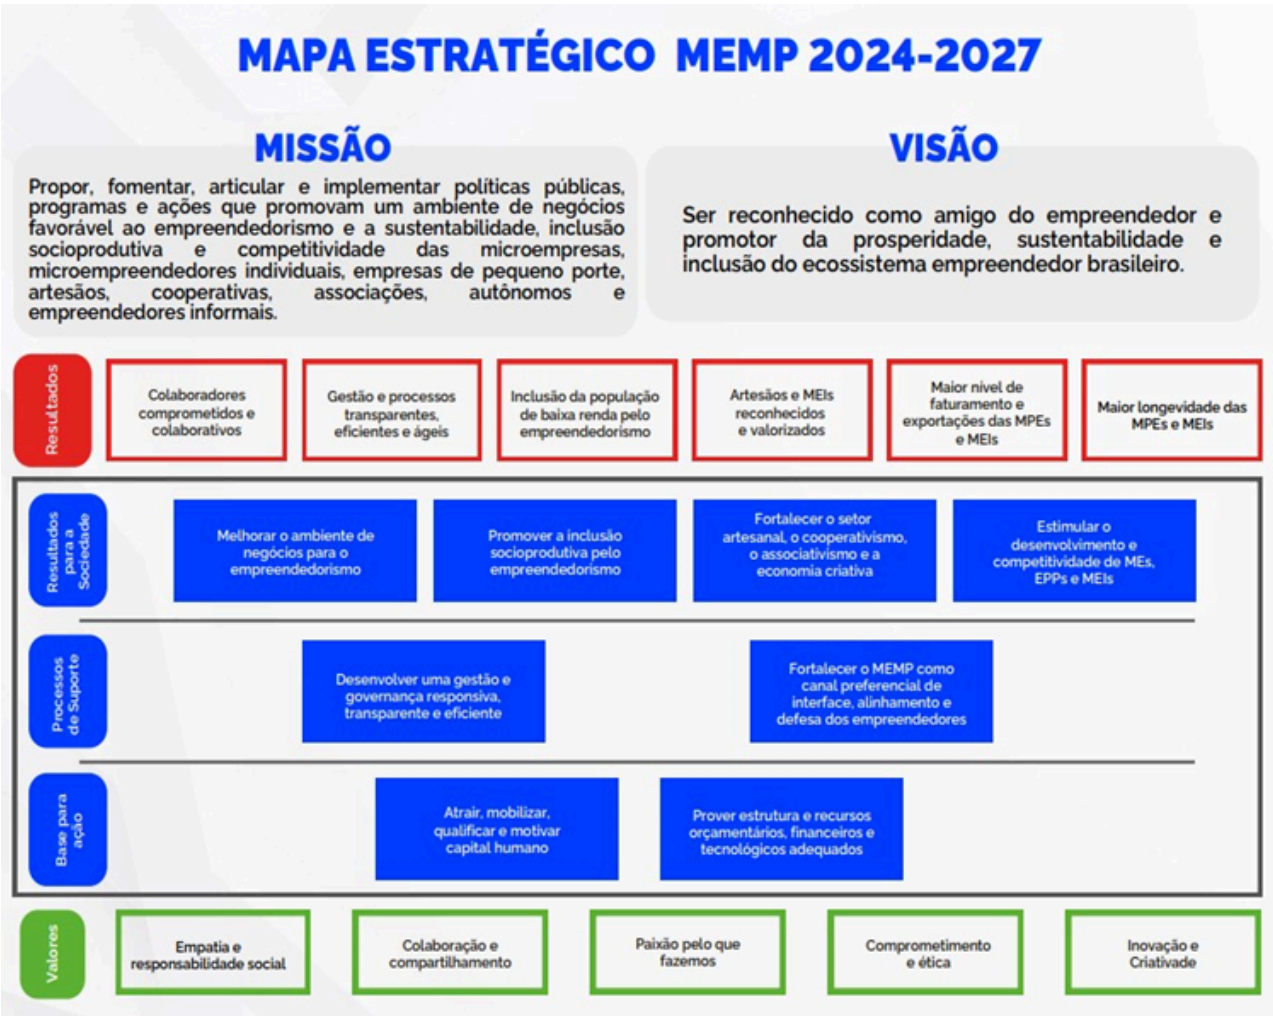 MAPA ESTRATÉGICO MEMP 2024-2027
MISSÃO
Propor, fomentar, articular e implementar políticas públicas,
programas e ações que promovam um ambiente de negócios
favorável ao empreendedorismo e a sustentabilidade, inclusão
socioprodutiva e competitividade das microempresas,
microempreendedores individuais, empresas de pequeno porte,
artesãos, cooperativas, associações, autônomos e
empreendedores informais.
VISÃO
Ser reconhecido como amigo do empreendedor e
promotor da prosperidade, sustentabilidade e
inclusão do ecossistema empreendedor brasileiro.
Resultados
Colaboradores
comprometidos e
colaborativos
Gestão e processos
transparentes,
eficientes e ágeis
Inclusão da população
de baixa renda pelo
empreendedorismo
Artesãos e MEIs
reconhecidos
e valorizados
Maior nível de
faturamento e
exportações das MPEs
e MEIs
Maior longevidade das
MPEs e MEIs
Resultados
para a
Sociedade
Melhorar o ambiente de
negócios para o
empreendedorismo
Promover a inclusão
socioprodutiva pelo
empreendedorismo
Fortalecer o setor
artesanal, o cooperativismo,
o associativismo e a
economia criativa
Estimular o
desenvolvimento e
competitividade de MEs,
EPPs e MEIs
Processos
de Suporte
Desenvolver uma gestão e
governança responsiva,
transparente e eficiente
Fortalecer o MEMP como
canal preferencial de
interface, alinhamento e
defesa dos empreendedores
Base para
ação
Atrair, mobilizar,
qualificar e motivar
capital humano
Prover estrutura e recursos
orçamentários, financeiros e
tecnológicos adequados
Valores
Empatia e
responsabilidade social
Colaboração e
compartilhamento
Paixão pelo que
fazemos
Comprometimento
e ética
Inovação e
Criativade